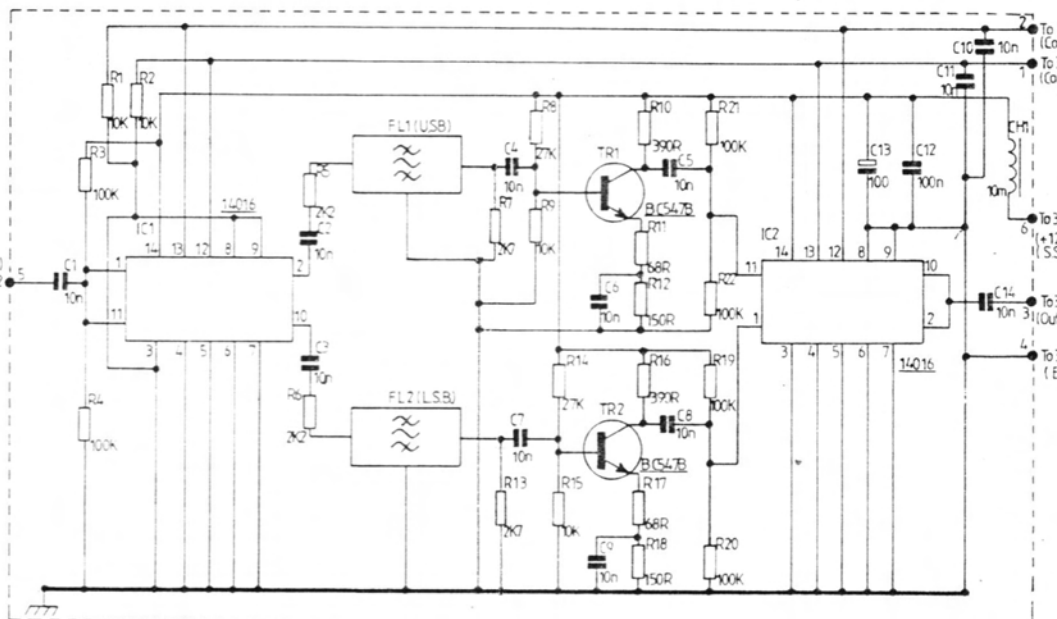 2 To
C10 10n (Co
1 To 3
C11 10n (Co
R1 10K
R2 10K
R3 100K
R4 100K
IC1
14016
14 13 12 8 9
1
11
2
10
3 4 5 6 7
5
C1 10n
R5 2K2
C2 10n
C3 10n
R6 2K2
FL1 (U.S.B)
FL2 (L.S.B)
C4 10n
R7 2K7
R8 27K
R9 10K
TR1
BC547B
R10 390R
C5 10n
R11 68R
C6 10n
R12 150R
R21 100K
R22 100K
C7 10n
R13 2K7
R14 27K
R15 10K
TR2
BC547B
R16 390R
C8 10n
R17 68R
C9 10n
R18 150R
R19 100K
R20 100K
IC2
14016
14 13 12 8 9
11
1
10
2
3 4 5 6 7
C13 100
C12 100n
CH1
10m
To 3
6
(+12
S.S
C14 10n
To 3
3
(Out
4 To 3
( E